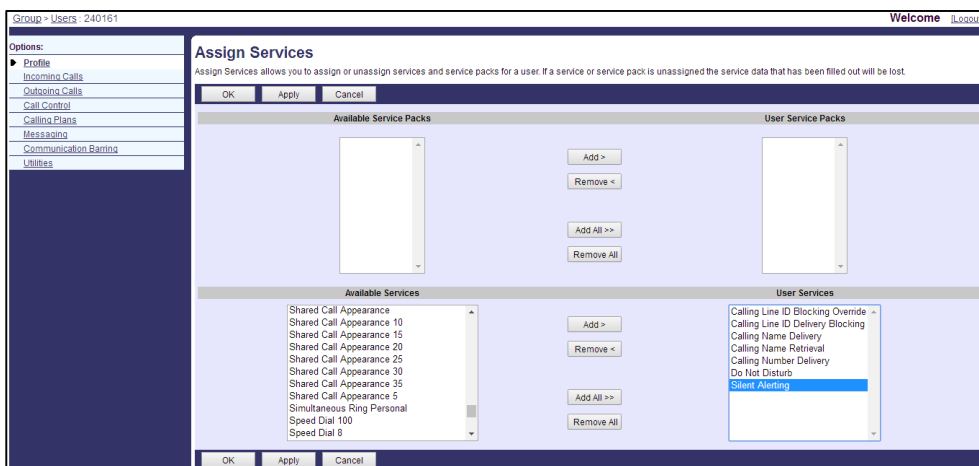 Group > Users : 240161
Welcome [Logout
Options:
Profile
Incoming Calls
Outgoing Calls
Call Control
Calling Plans
Messaging
Communication Barring
Utilities
Assign Services
Assign Services allows you to assign or unassign services and service packs for a user. If a service or service pack is unassigned the service data that has been filled out will be lost.
OK Apply Cancel
Available Service Packs User Service Packs
Add >
Remove <
Add All >>
Remove All
Available Services User Services
Shared Call Appearance
Shared Call Appearance 10
Shared Call Appearance 15
Shared Call Appearance 20
Shared Call Appearance 25
Shared Call Appearance 30
Shared Call Appearance 35
Shared Call Appearance 5
Simultaneous Ring Personal
Speed Dial 100
Speed Dial 8
Add >
Remove <
Add All >>
Remove All
Calling Line ID Blocking Override
Calling Line ID Delivery Blocking
Calling Name Delivery
Calling Name Retrieval
Calling Number Delivery
Do Not Disturb
Silent Alerting
OK Apply Cancel